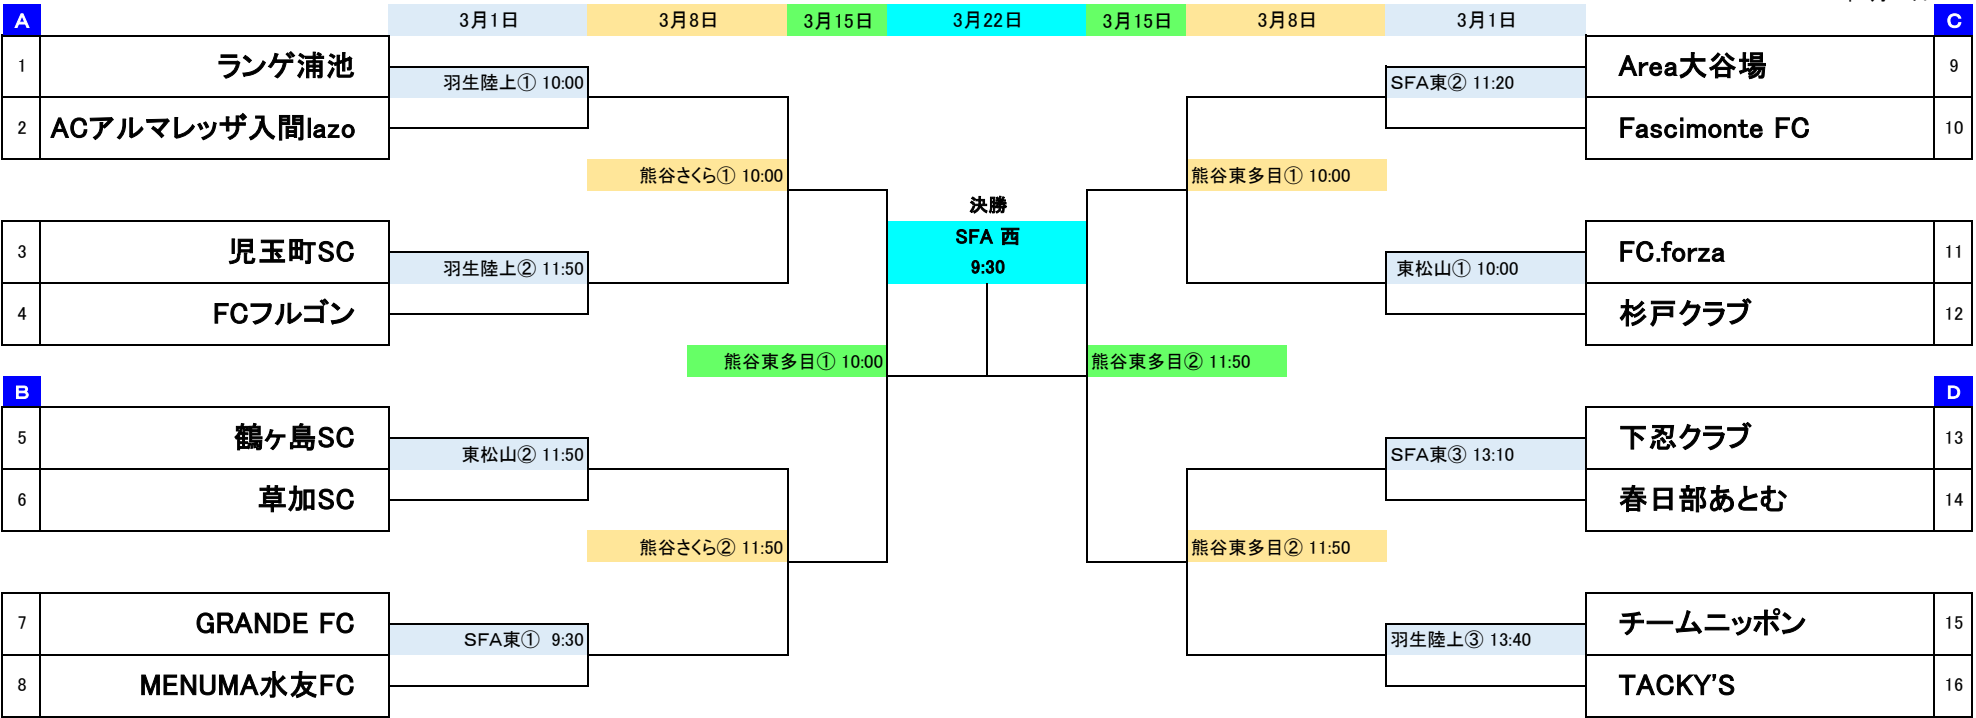 A 3月1日 3月8日 3月15日 3月22日 3月15日 3月8日 3月1日 C
1 ランゲ浦池 Area大谷場 9
羽生陸上① 10:00 SFA東② 11:20
2 ACアルマレッザ入間lazo Fascimonte FC 10
熊谷さくら① 10:00 熊谷東多目① 10:00
決勝
SFA 西
3 児玉町SC FC.forza 11
羽生陸上② 11:50 9:30 東松山① 10:00
4 FCフルゴン 杉戸クラブ 12
熊谷東多目① 10:00 熊谷東多目② 11:50
B D
5 鶴ヶ島SC 下忍クラブ 13
東松山② 11:50 SFA東③ 13:10
6 草加SC 春日部あとむ 14
熊谷さくら② 11:50 熊谷東多目② 11:50
7 GRANDE FC チームニッポン 15
SFA東① 9:30 羽生陸上③ 13:40
8 MENUMA水友FC TACKY'S 16